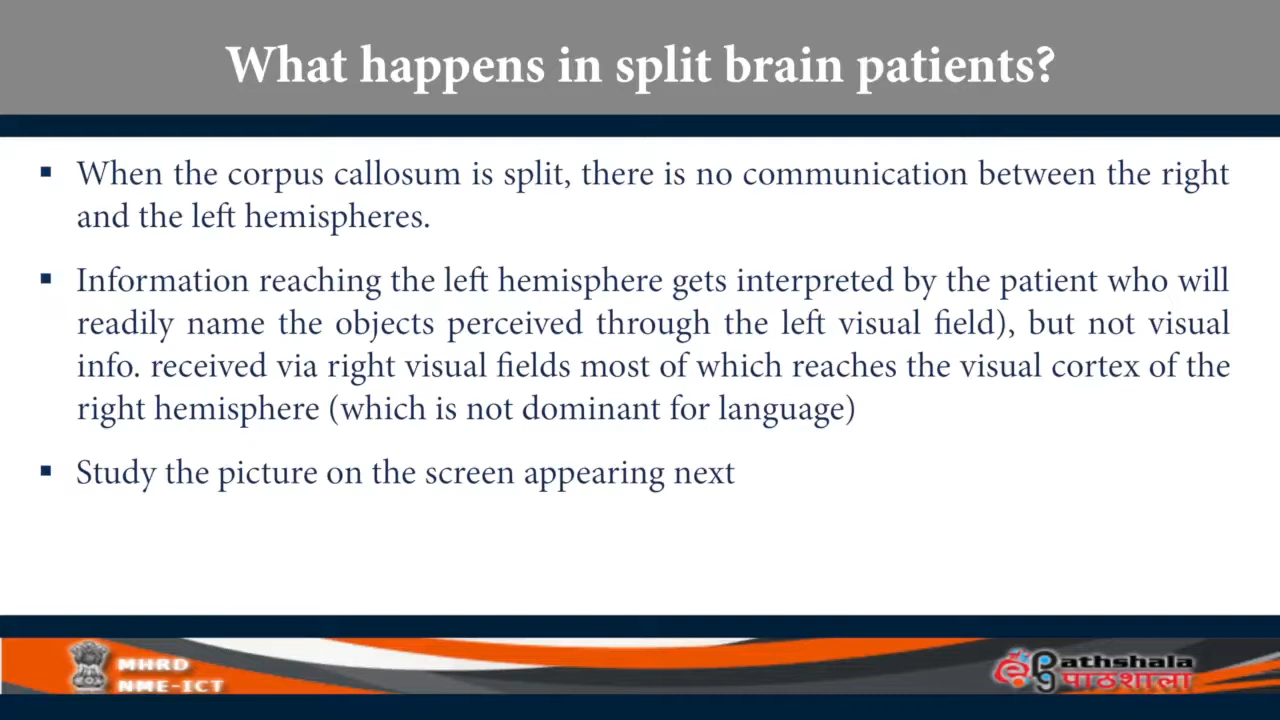 What happens in split brain patients?
▪ When the corpus callosum is split, there is no communication between the right
and the left hemispheres.
▪ Information reaching the left hemisphere gets interpreted by the patient who will
readily name the objects perceived through the left visual field), but not visual
info. received via right visual fields most of which reaches the visual cortex of the
right hemisphere (which is not dominant for language)
▪ Study the picture on the screen appearing next
MHRD
NME-ICT
epg
athshala
पाठशाला